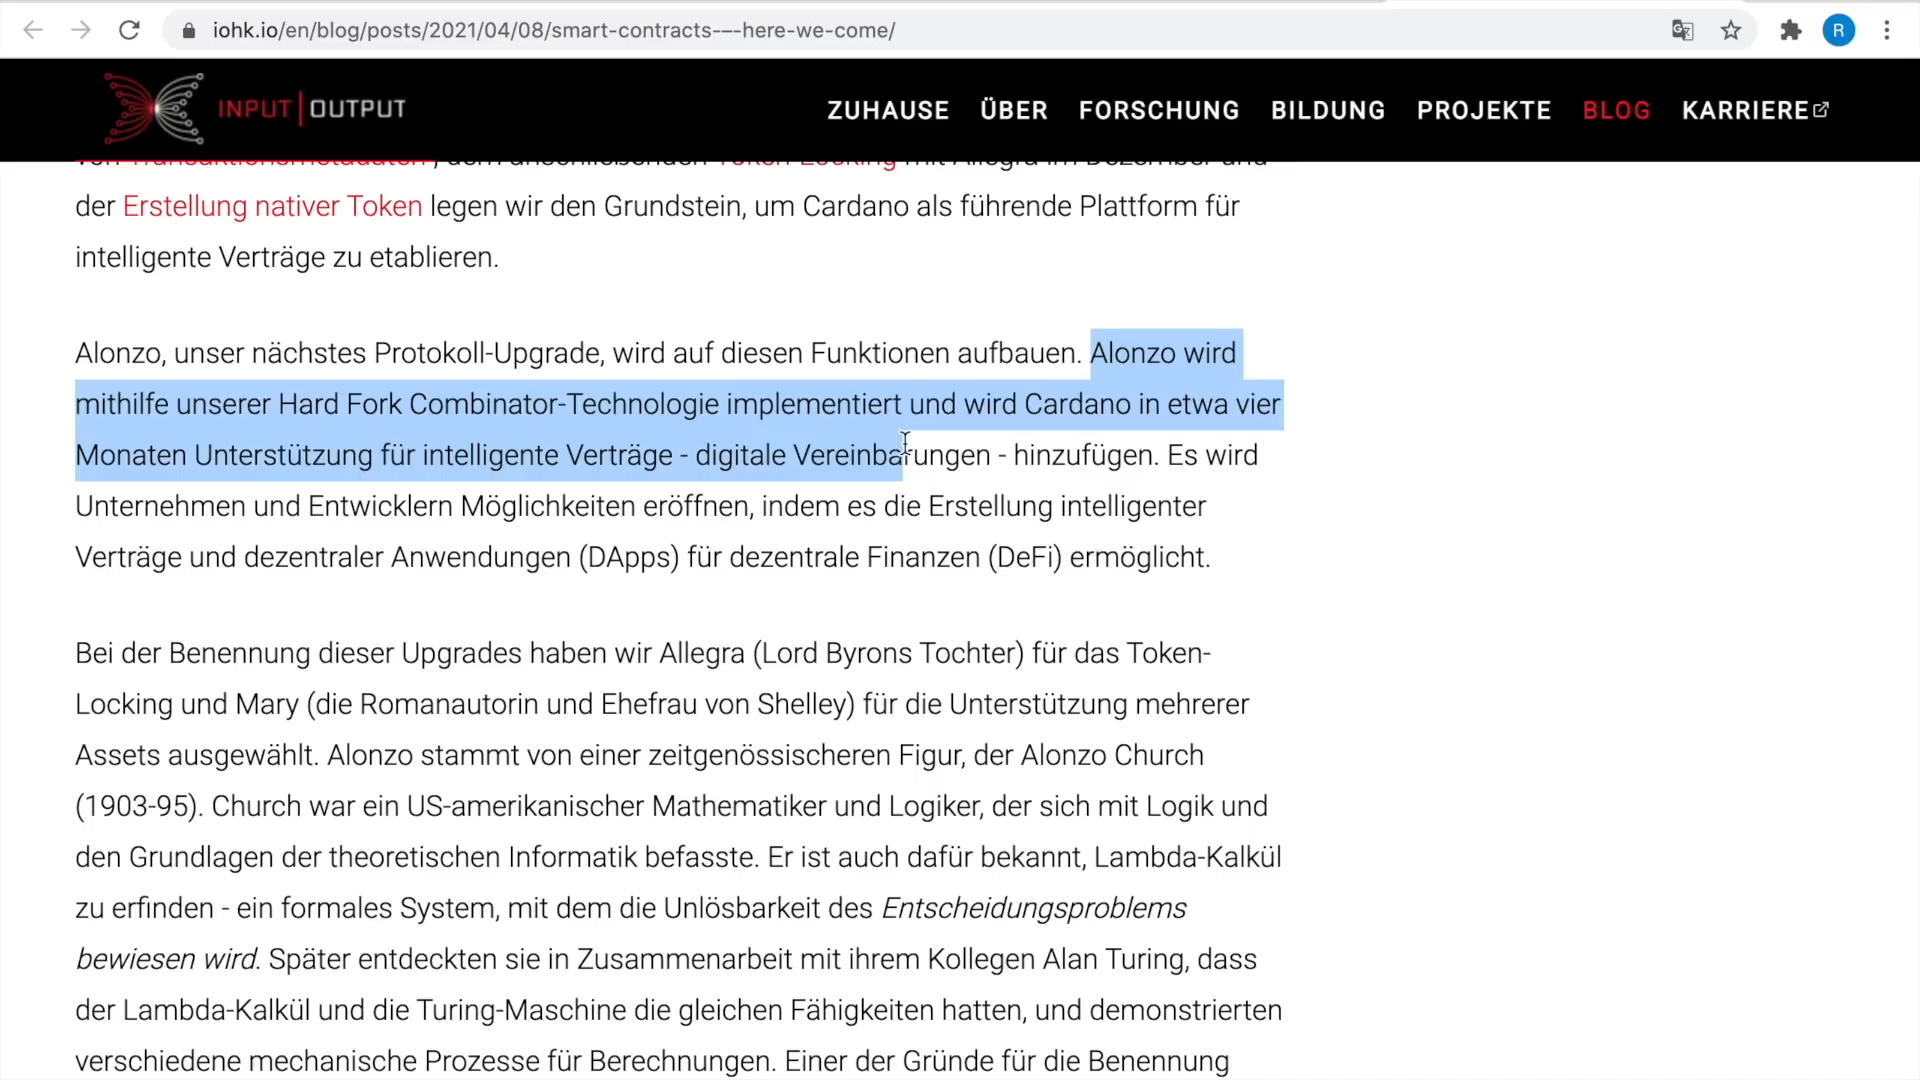 iohk.io/en/blog/posts/2021/04/08/smart-contracts-–-here-we-come/
R
INPUT|OUTPUT
ZUHAUSE ÜBER FORSCHUNG BILDUNG PROJEKTE BLOG KARRIERE
von Transaktionsmetadaten , dem anschließenden Token-Locking mit Allegra im Dezember und
der Erstellung nativer Token legen wir den Grundstein, um Cardano als führende Plattform für
intelligente Verträge zu etablieren.
Alonzo, unser nächstes Protokoll-Upgrade, wird auf diesen Funktionen aufbauen. Alonzo wird
mithilfe unserer Hard Fork Combinator-Technologie implementiert und wird Cardano in etwa vier
Monaten Unterstützung für intelligente Verträge - digitale Vereinbarungen - hinzufügen. Es wird
Unternehmen und Entwicklern Möglichkeiten eröffnen, indem es die Erstellung intelligenter
Verträge und dezentraler Anwendungen (DApps) für dezentrale Finanzen (DeFi) ermöglicht.
Bei der Benennung dieser Upgrades haben wir Allegra (Lord Byrons Tochter) für das Token-
Locking und Mary (die Romanautorin und Ehefrau von Shelley) für die Unterstützung mehrerer
Assets ausgewählt. Alonzo stammt von einer zeitgenössischeren Figur, der Alonzo Church
(1903-95). Church war ein US-amerikanischer Mathematiker und Logiker, der sich mit Logik und
den Grundlagen der theoretischen Informatik befasste. Er ist auch dafür bekannt, Lambda-Kalkül
zu erfinden - ein formales System, mit dem die Unlösbarkeit des Entscheidungsproblems
bewiesen wird. Später entdeckten sie in Zusammenarbeit mit ihrem Kollegen Alan Turing, dass
der Lambda-Kalkül und die Turing-Maschine die gleichen Fähigkeiten hatten, und demonstrierten
verschiedene mechanische Prozesse für Berechnungen. Einer der Gründe für die Benennung